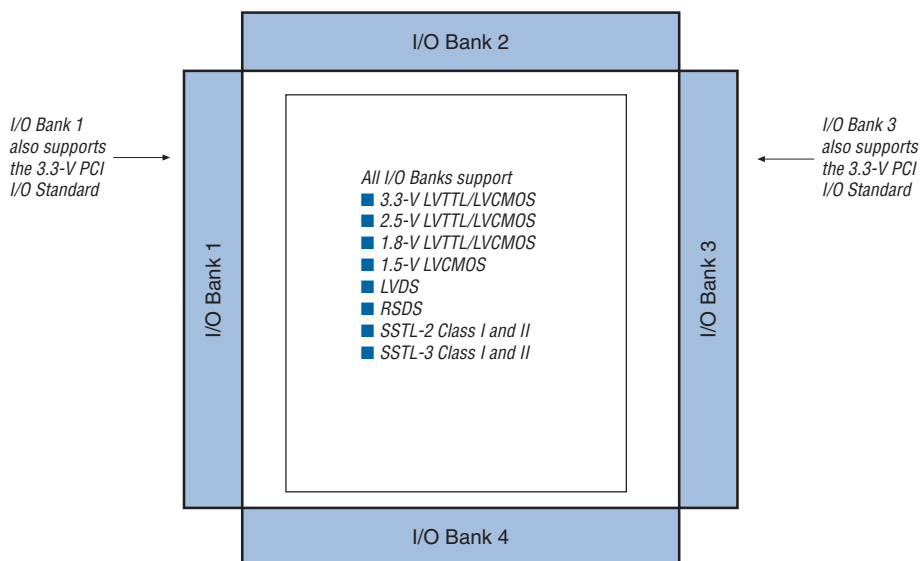 I/O Bank 2
I/O Bank 1
also supports
the 3.3-V PCI
I/O Standard
I/O Bank 3
also supports
the 3.3-V PCI
I/O Standard
All I/O Banks support
■ 3.3-V LVTTL/LVCMOS
■ 2.5-V LVTTL/LVCMOS
■ 1.8-V LVTTL/LVCMOS
■ 1.5-V LVCMOS
■ LVDS
■ RSDS
■ SSTL-2 Class I and II
■ SSTL-3 Class I and II
I/O Bank 1
I/O Bank 3
I/O Bank 4